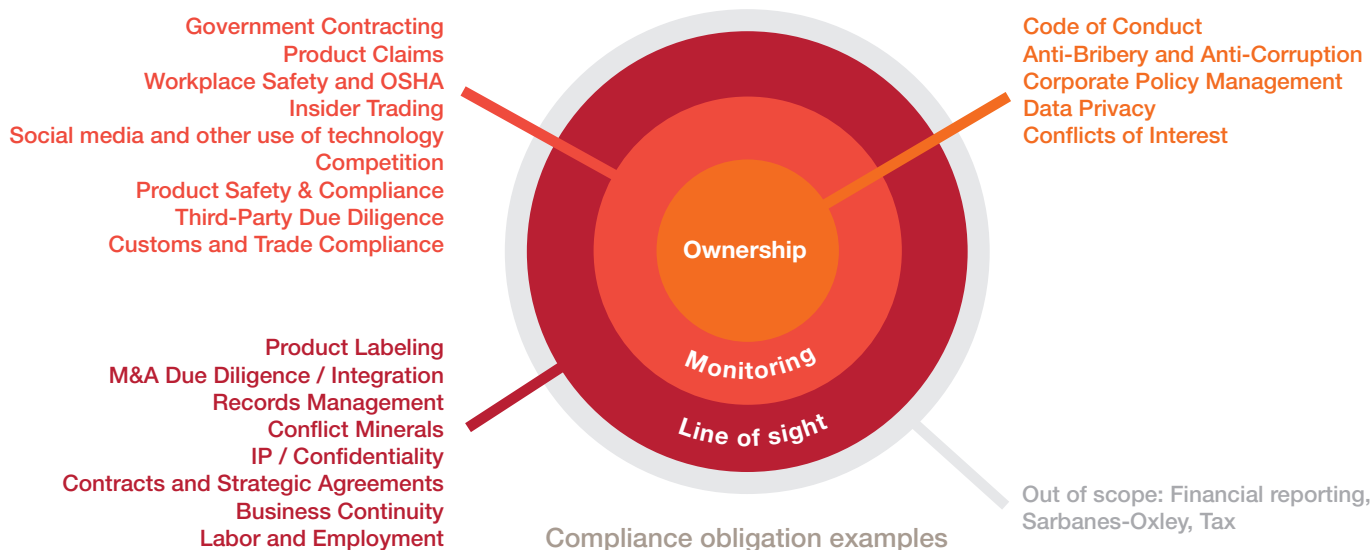 Government Contracting
Product Claims
Workplace Safety and OSHA
Insider Trading
Social media and other use of technology
Competition
Product Safety & Compliance
Third-Party Due Diligence
Customs and Trade Compliance
Code of Conduct
Anti-Bribery and Anti-Corruption
Corporate Policy Management
Data Privacy
Conflicts of Interest
Ownership
Monitoring
Line of sight
Product Labeling
M&A Due Diligence / Integration
Records Management
Conflict Minerals
IP / Confidentiality
Contracts and Strategic Agreements
Business Continuity
Labor and Employment
Out of scope: Financial reporting,
Sarbanes-Oxley, Tax
Compliance obligation examples